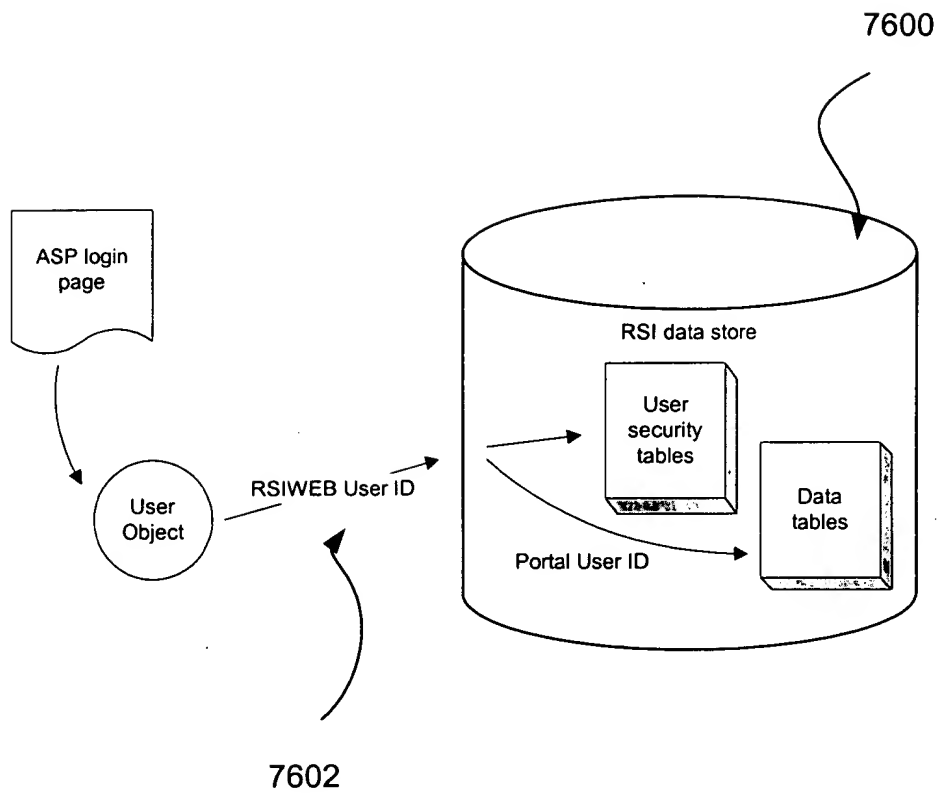 7600
ASP login
page
RSI data store
User
security
tables
RSIWEB User ID
User
Object
Data
tables
Portal User ID
7602